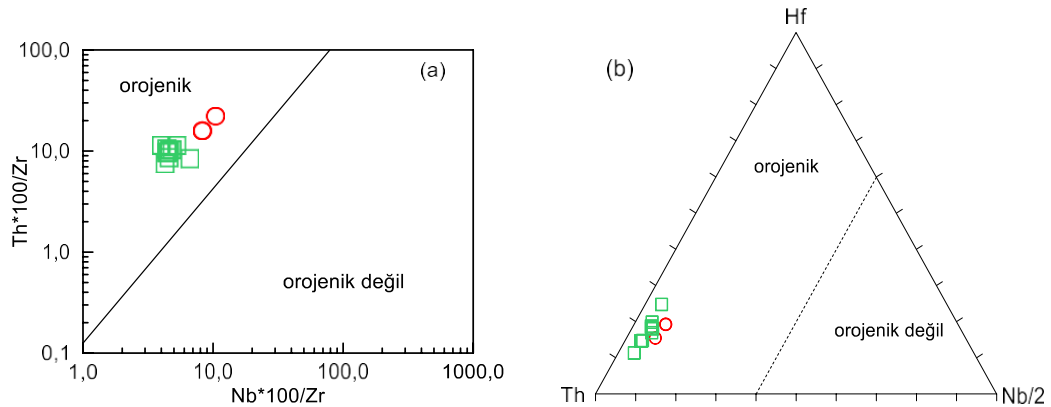 100,0
10,0
1,0
0,1
Th*100/Zr
orojenik
(a)
orojenik değil
1,0
10,0
100,0
1000,0
Nb*100/Zr
Hf
(b)
orojenik
orojenik değil
Th
Nb/2